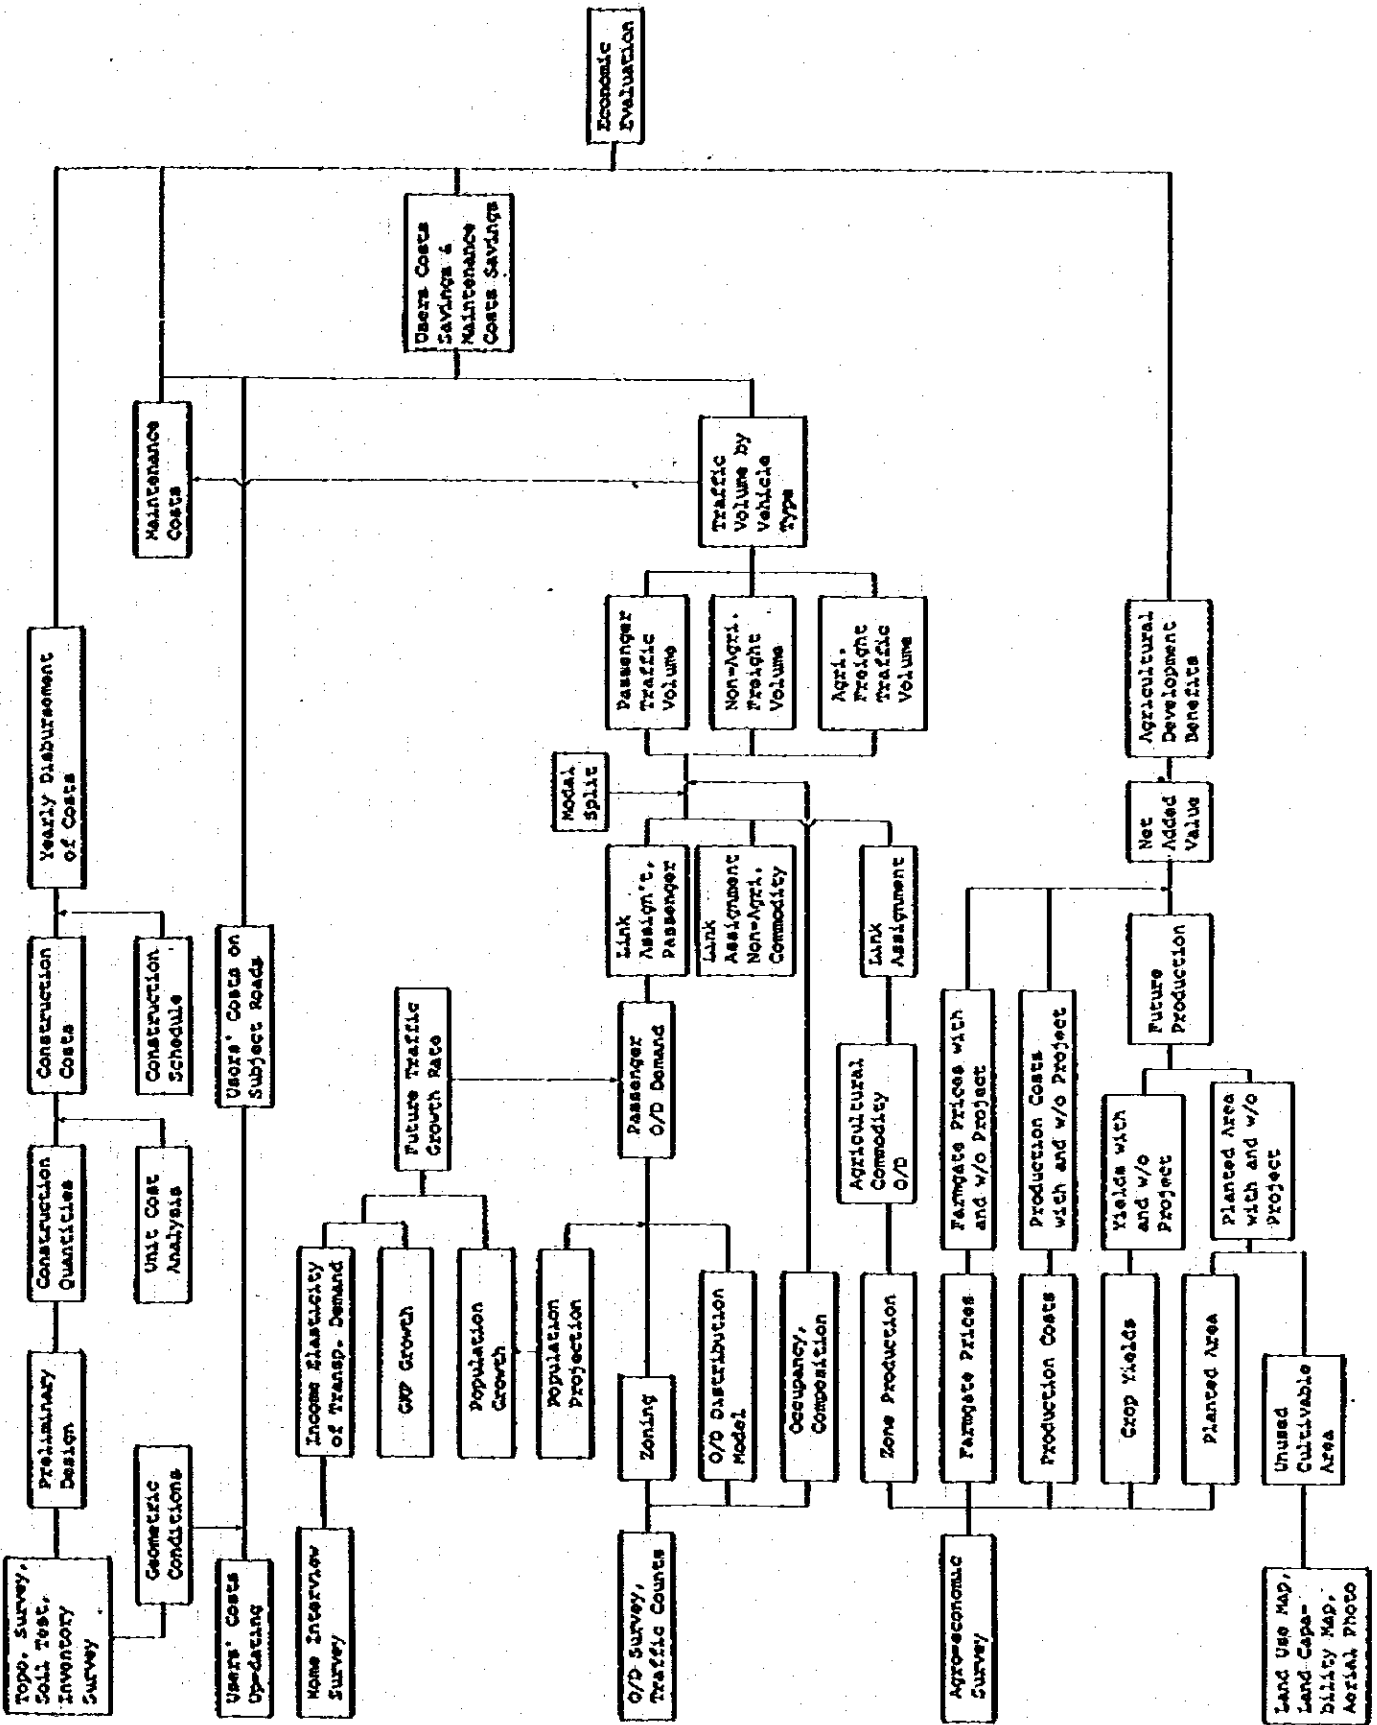 Topo. Survey,
Soil Test,
Inventory
Survey
Preliminary
Design
Construction
Quantities
Construction
Costs
Yearly Disbursement
of Costs
Geometric
Conditions
Unit Cost
Analysis
Construction
Schedule
Maintenance
Costs
Users' Costs
Up-dating
Users' Costs on
Subject Roads
Home Interview
Survey
Income Elasticity
of Transp. Demand
GRP Growth
Population
Growth
Future Traffic
Growth Rate
Users Costs
Savings &
Maintenance
Costs Savings
Population
Projection
O/D Survey,
Traffic Counts
Zoning
Passenger
O/D Demand
Link
Assign't,
Passenger
Modal
Split
Passenger
Traffic
Volume
Economic
Evaluation
O/D Distribution
Model
Link
Assignment
Non-Agri.
Commodity
Non-Agri.
Freight
Volume
Traffic
Volume by
Vehicle
Type
Occupancy,
Composition
Agri.
Freight
Traffic
Volume
Zone Production
Agricultural
Commodity
O/D
Link
Assignment
Agro-economic
Survey
Farmgate Prices
Farmgate Prices with
and w/o Project
Production Costs
Production Costs
with and w/o Project
Crop Yields
Yields with
and w/o
Project
Future
Production
Net
Added
Value
Agricultural
Development
Benefits
Planted Area
Planted Area
with and w/o
Project
Land Use Map,
Land Capa-
bility Map,
Aerial Photo
Unused
Cultivable
Area